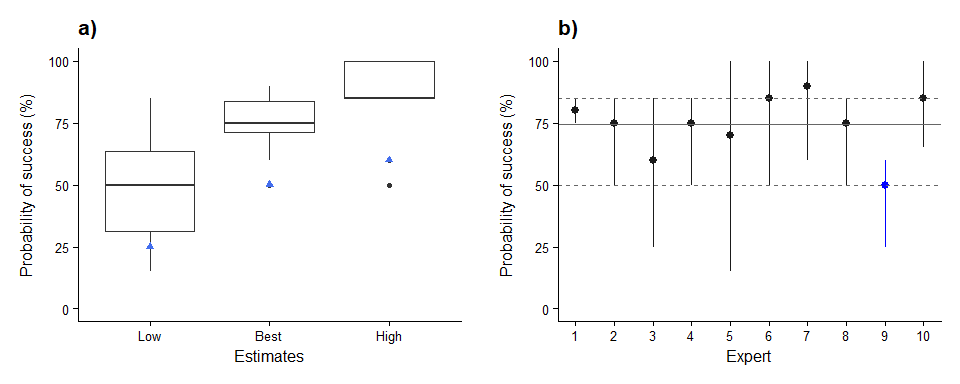 a)
Probability of success (%)
100
75
50
25
0
Low Best High
Estimates
b)
Probability of success (%)
100
75
50
25
0
1 2 3 4 5 6 7 8 9 10
Expert